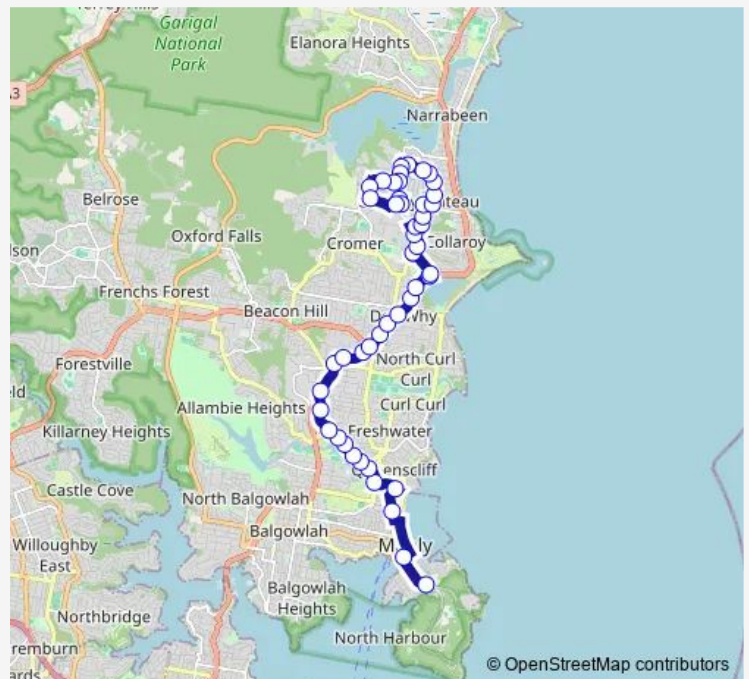 Garigal
National
Park
Elanora Heights
Narrabeen
Belrose
Oxford Falls
Cromer
Collaroy
Frenchs Forest
Beacon Hill
Forestville
North Curl
Curl
Allambie Heights
Curl Curl
Killarney Heights
Freshwater
Castle Cove
North Balgowlah
Willoughby
East
Balgowlah
Balgowlah
Heights
Northbridge
North Harbour
© OpenStreetMap contributors